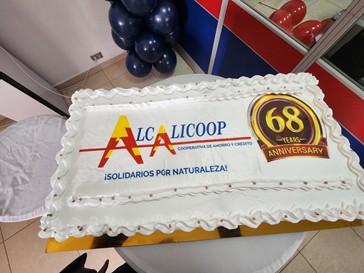 ALCALICOOP
COOPERATIVA DE AHORRO Y CRÉDITO
¡SOLIDARIOS POR NATURALEZA!
68
YEARS
ANNIVERSARY